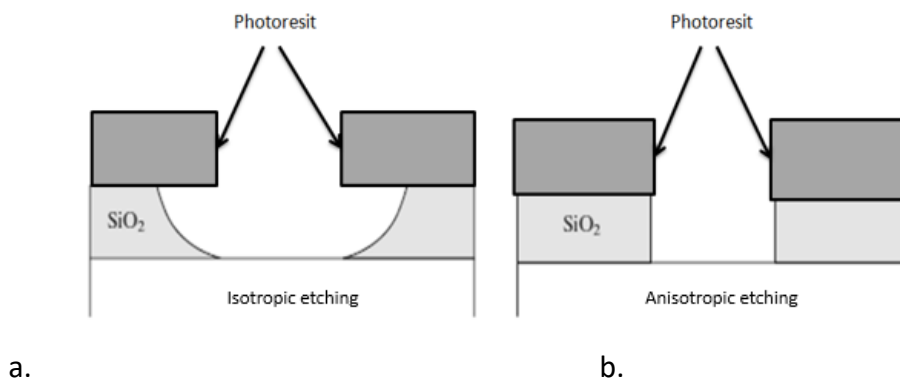 Photoresit
Photoresit
SiO₂
SiO₂
Isotropic etching
Anisotropic etching
a.
b.